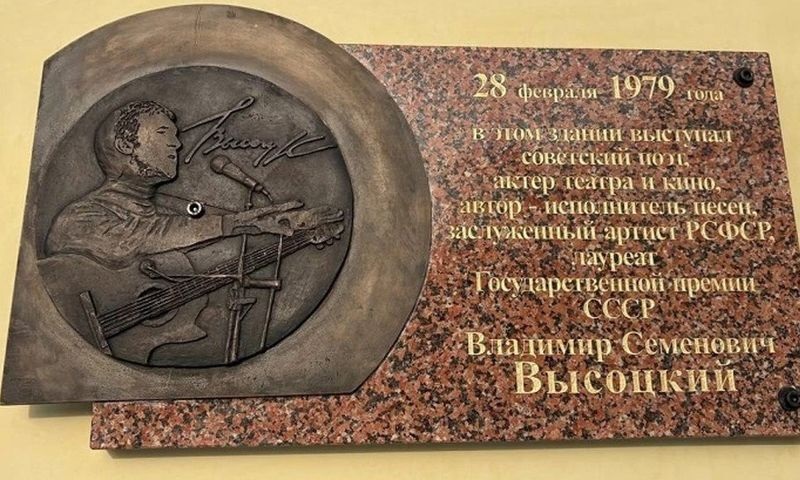 28 февраля 1979 года
в этом здании выступал
советский поэт,
актер театра и кино,
автор - исполнитель песен,
заслуженный артист РСФСР,
лауреат
Государственной премии
СССР
Владимир Семенович
Высоцкий